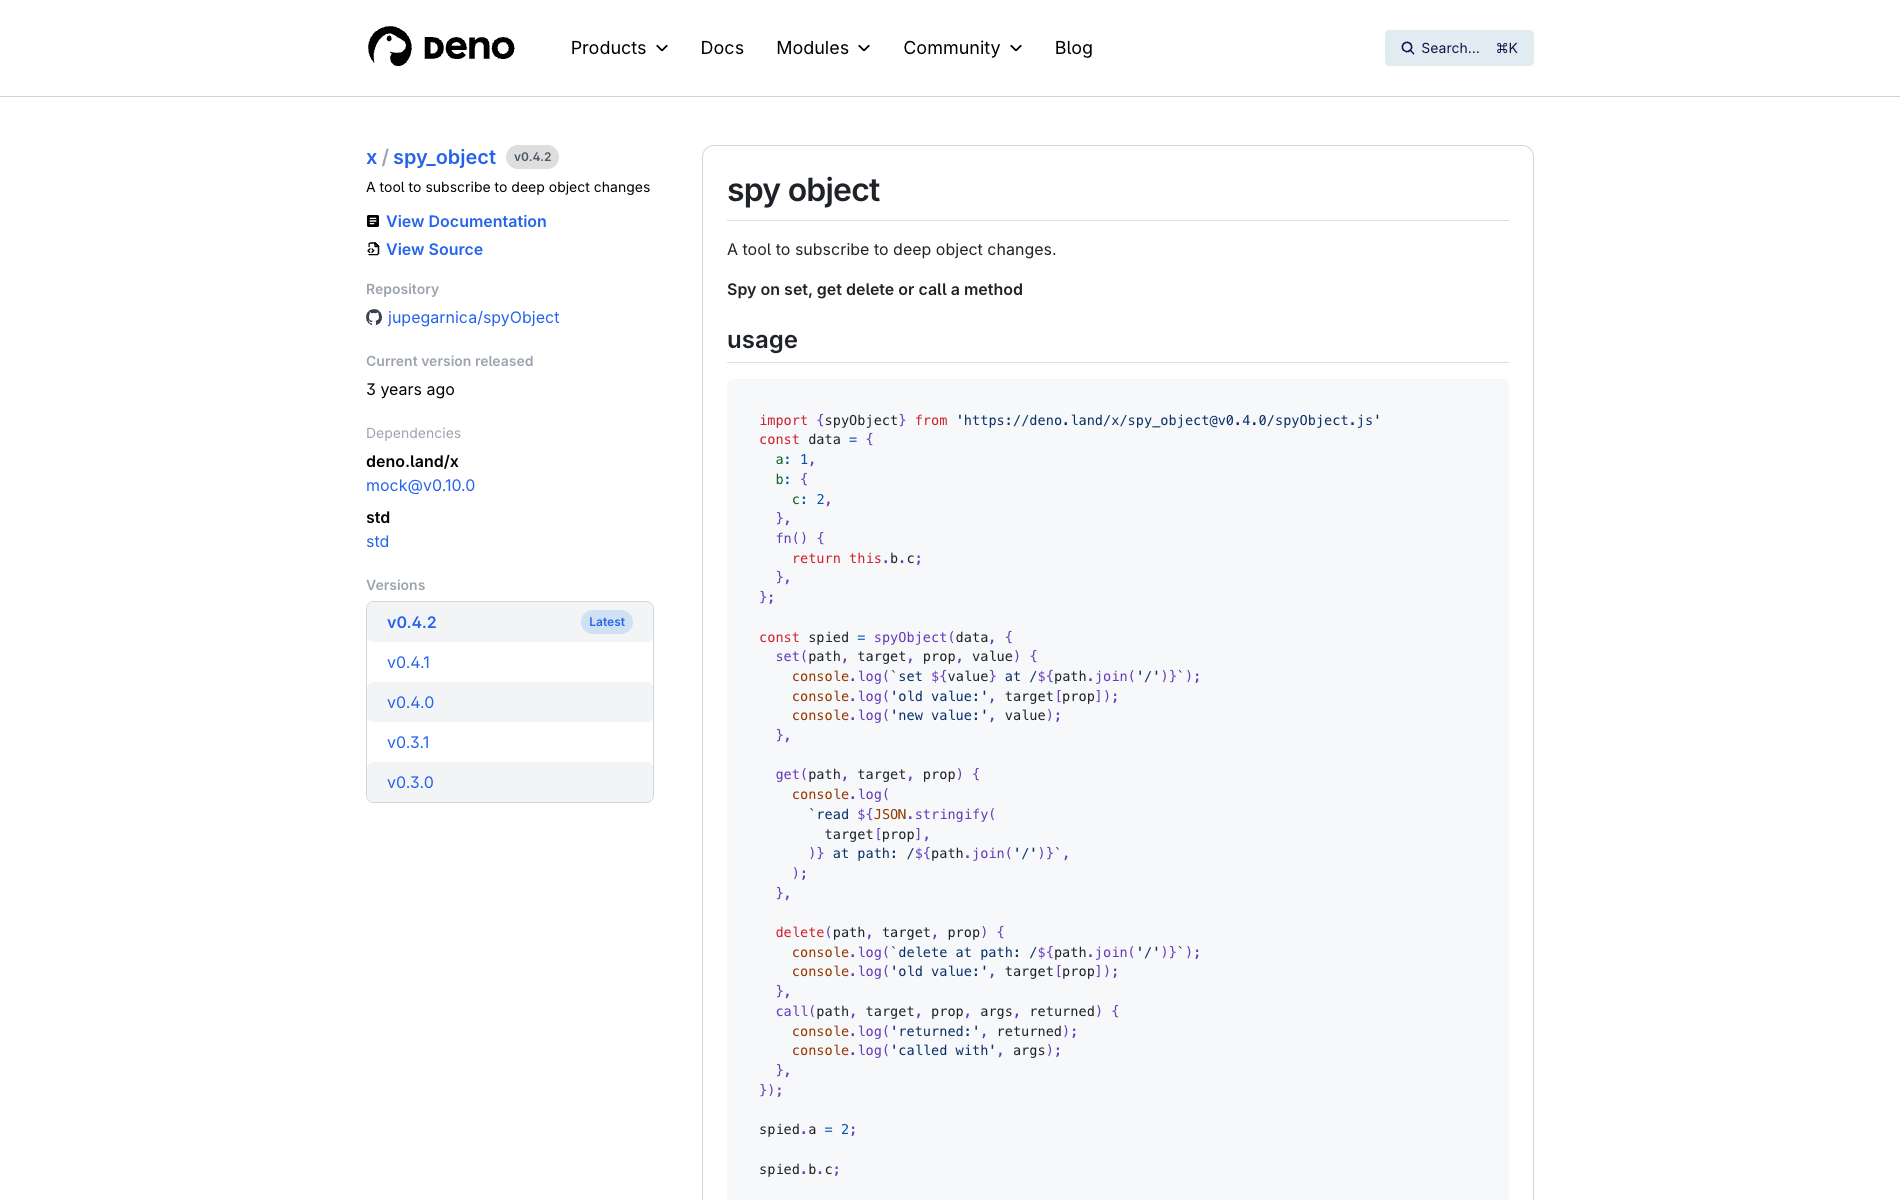 DENO
Products
Docs
Modules
Community
Blog
Search... ⌘K
x / spy_object v0.4.2
A tool to subscribe to deep object changes
View Documentation
View Source
Repository
jupegarnica/spyObject
Current version released
3 years ago
Dependencies
deno.land/x
mock@v0.10.0
std
std
Versions
v0.4.2 Latest
v0.4.1
v0.4.0
v0.3.1
v0.3.0
spy object
A tool to subscribe to deep object changes.
Spy on set, get delete or call a method
usage
import {spyObject} from 'https://deno.land/x/spy_object@v0.4.0/spyObject.js'
const data = {
  a: 1,
  b: {
    c: 2,
  },
  fn() {
    return this.b.c;
  },
};
const spied = spyObject(data, {
  set(path, target, prop, value) {
    console.log(`set ${value} at /${path.join('/')}`);
    console.log('old value:', target[prop]);
    console.log('new value:', value);
  },
  get(path, target, prop) {
    console.log(
      `read ${JSON.stringify(
        target[prop],
      )} at path: /${path.join('/')}`,
    );
  },
  delete(path, target, prop) {
    console.log(`delete at path: /${path.join('/')}`);
    console.log('old value:', target[prop]);
  },
  call(path, target, prop, args, returned) {
    console.log('returned:', returned);
    console.log('called with', args);
  },
});
spied.a = 2;
spied.b.c;